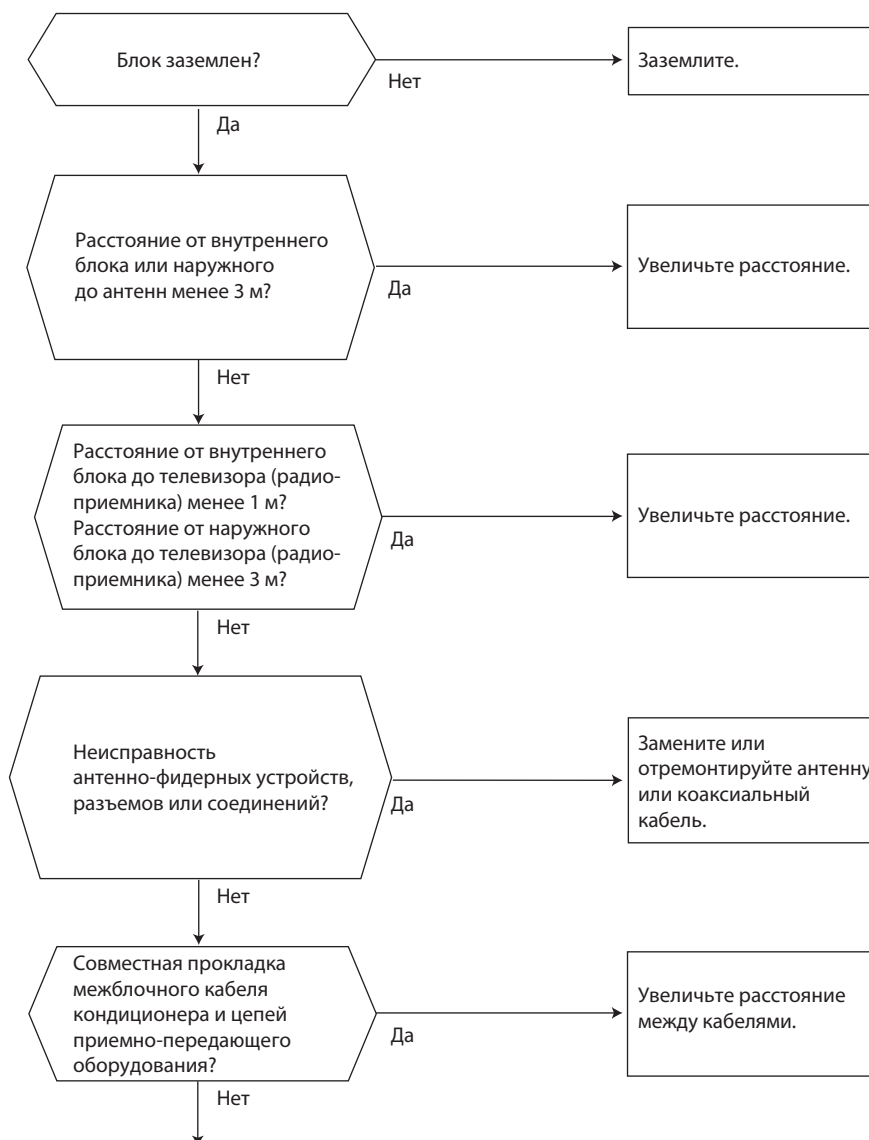 Блок заземлен?
Нет
Заземлите.
Да
Расстояние от внутреннего
блока или наружного
до антенн менее 3 м?
Да
Увеличьте расстояние.
Нет
Расстояние от внутреннего
блока до телевизора (радио-
приемника) менее 1 м?
Расстояние от наружного
блока до телевизора (радио-
приемника) менее 3 м?
Да
Увеличьте расстояние.
Нет
Неисправность
антенно-фидерных устройств,
разъемов или соединений?
Да
Замените или
отремонтируйте антенну
или коаксиальный
кабель.
Нет
Совместная прокладка
межблочного кабеля
кондиционера и цепей
приемно-передающего
оборудования?
Да
Увеличьте расстояние
между кабелями.
Нет